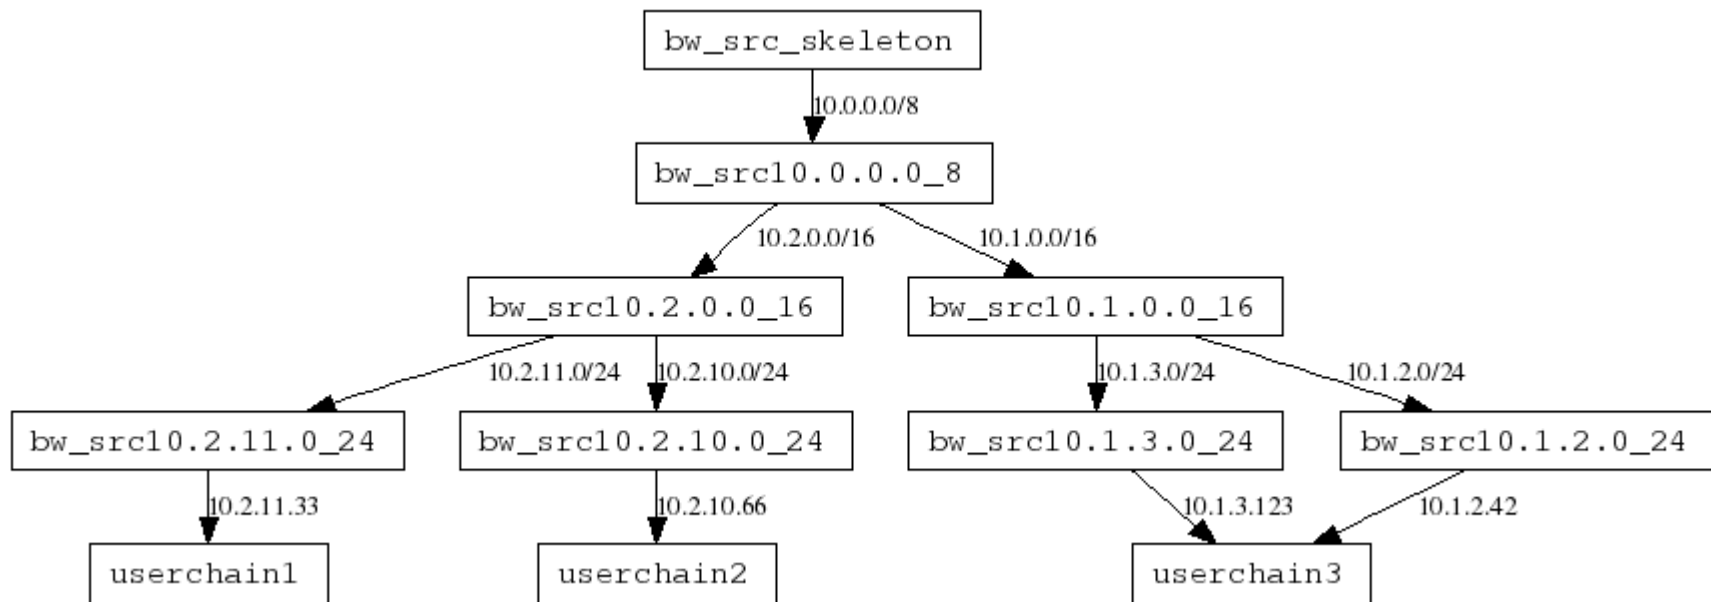 bw_src_skeleton
10.0.0.0/8
bw_src10.0.0.0_8
10.2.0.0/16
10.1.0.0/16
bw_src10.2.0.0_16
bw_src10.1.0.0_16
10.2.11.0/24
10.2.10.0/24
10.1.3.0/24
10.1.2.0/24
bw_src10.2.11.0_24
bw_src10.2.10.0_24
bw_src10.1.3.0_24
bw_src10.1.2.0_24
10.2.11.33
10.2.10.66
10.1.3.123
10.1.2.42
userchain1
userchain2
userchain3